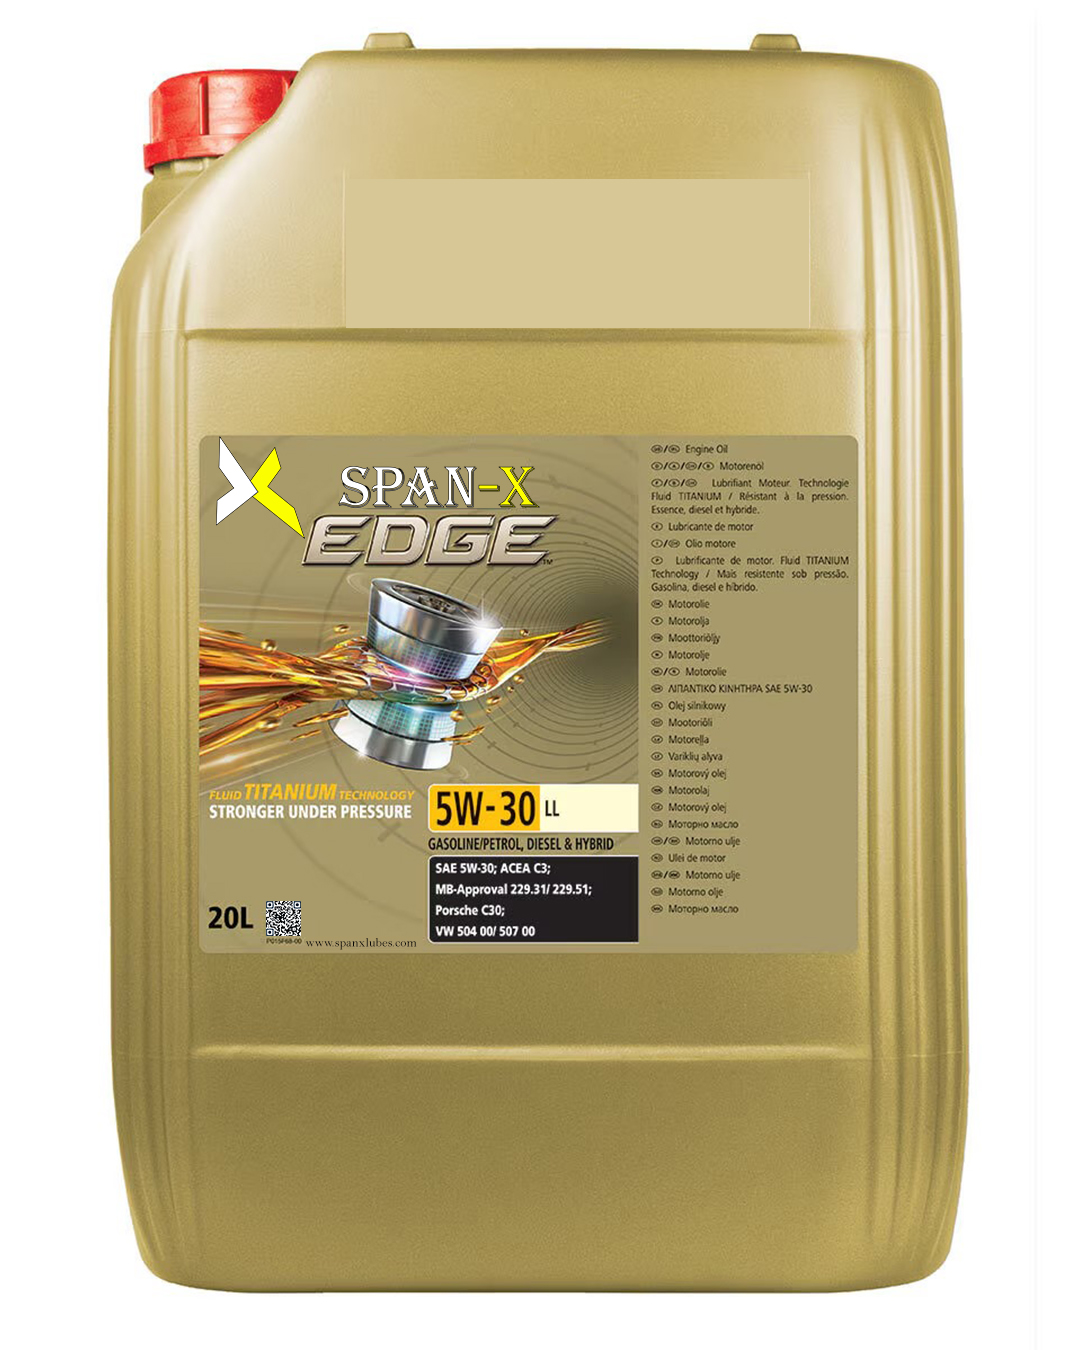 SPAN-X
EDGE™
FLUID TITANIUM TECHNOLOGY
STRONGER UNDER PRESSURE
5W-30 LL
GASOLINE/PETROL, DIESEL & HYBRID
SAE 5W-30; ACEA C3;
MB-Approval 229.31/ 229.51;
Porsche C30;
VW 504 00/ 507 00
20L
P015F68-00
www.spanxlubes.com
Engine Oil
Motorenöl
Lubrifiant Moteur. Technologie
Fluid TITANIUM / Résistant à la pression.
Essence, diesel et hybride.
Lubricante de motor
Olio motore
Lubrificante de motor. Fluid TITANIUM
Technology / Mais resistente sob pressão.
Gasolina, diesel e híbrido.
Motorolie
Motorolja
Moottoriöljy
Motorolje
Motorolie
ΛΙΠΑΝΤΙΚΟ ΚΙΝΗΤΗΡΑ SAE 5W-30
Olej silnikowy
Mootoriõli
Motoreļļa
Variklių alyva
Motorový olej
Motorolaj
Motorový olej
Моторно масло
Motorno ulje
Ulei de motor
Motorno ulje
Motorno olje
Моторно масло